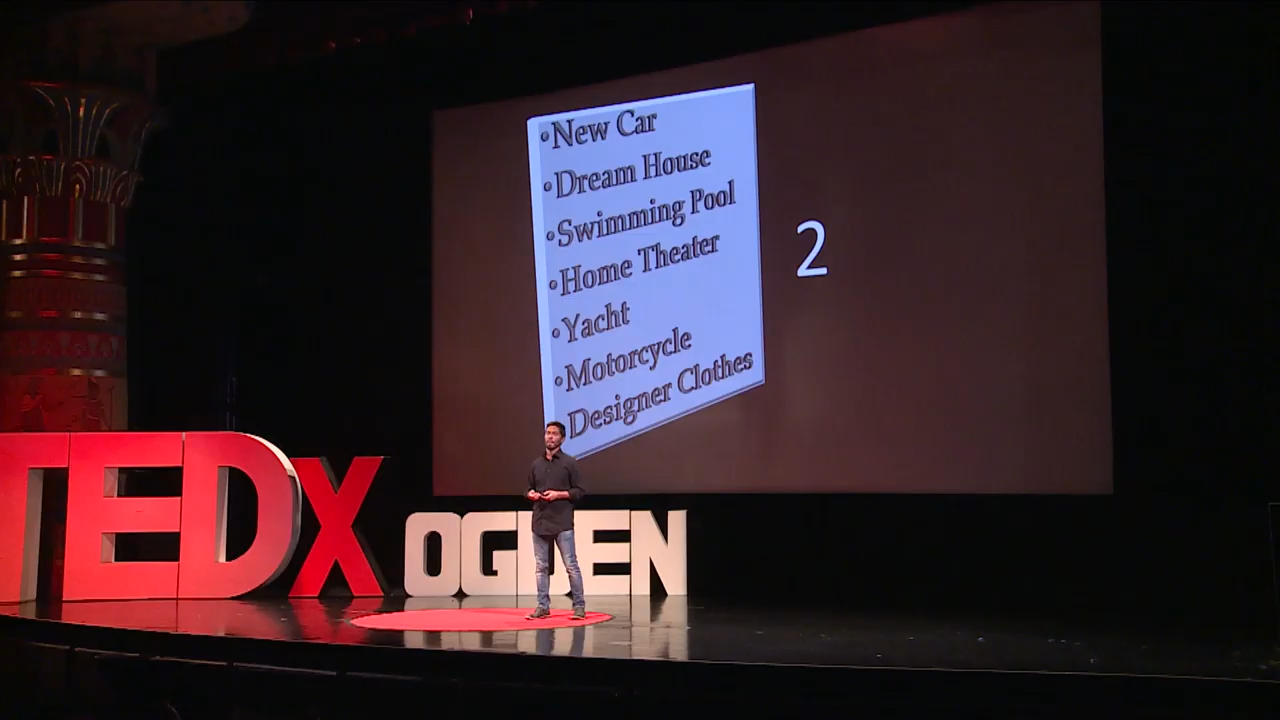 •New Car
•Dream House
•Swimming Pool
•Home Theater
•Yacht
•Motorcycle
Designer Clothes
2
TEDX
OGDEN